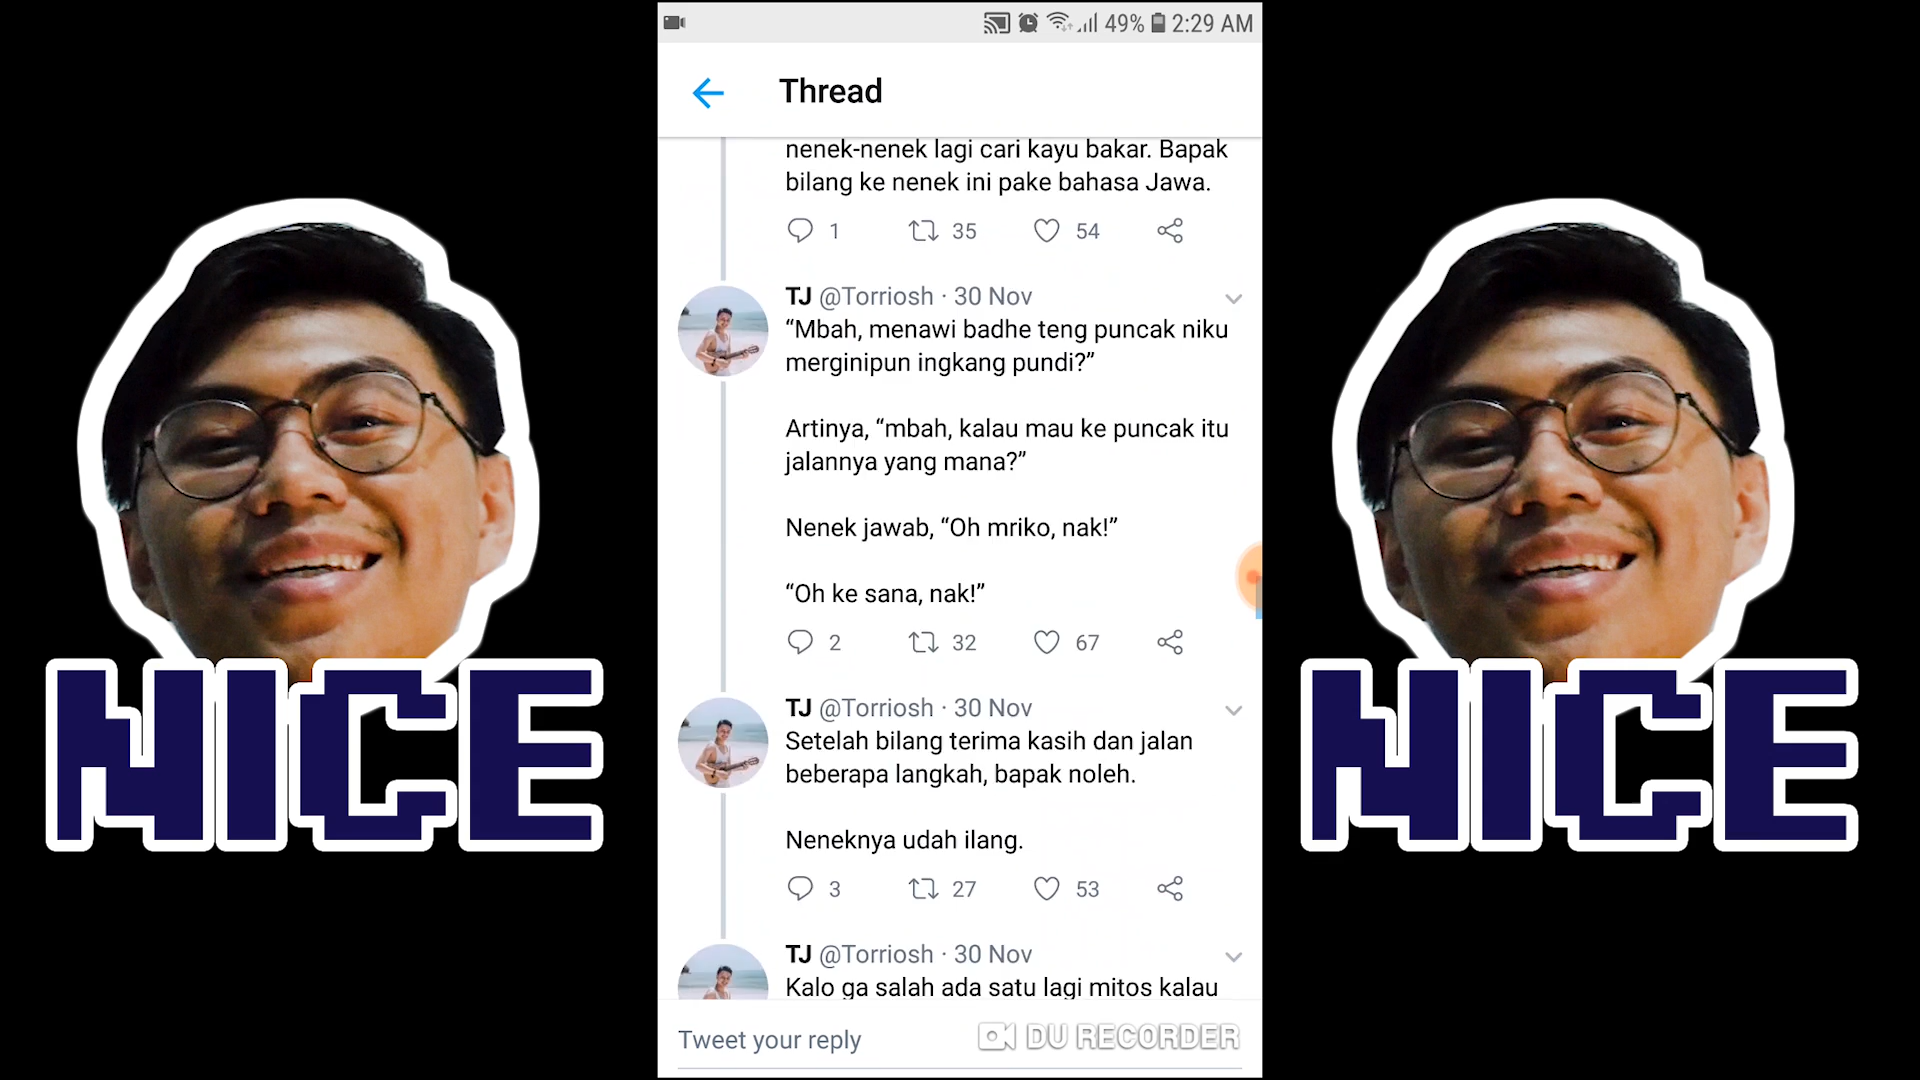 49% 2:29 AM
Thread
nenek-nenek lagi cari kayu bakar. Bapak
bilang ke nenek ini pake bahasa Jawa.
1 35 54
TJ @Torriosh · 30 Nov
“Mbah, menawi badhe teng puncak niku
merginipun ingkang pundi?”
Artinya, “mbah, kalau mau ke puncak itu
jalannya yang mana?”
Nenek jawab, “Oh mriko, nak!”
“Oh ke sana, nak!”
2 32 67
TJ @Torriosh · 30 Nov
Setelah bilang terima kasih dan jalan
beberapa langkah, bapak noleh.
Neneknya udah ilang.
3 27 53
TJ @Torriosh · 30 Nov
Kalo ga salah ada satu lagi mitos kalau
Tweet your reply
DU RECORDER
NICE
NICE